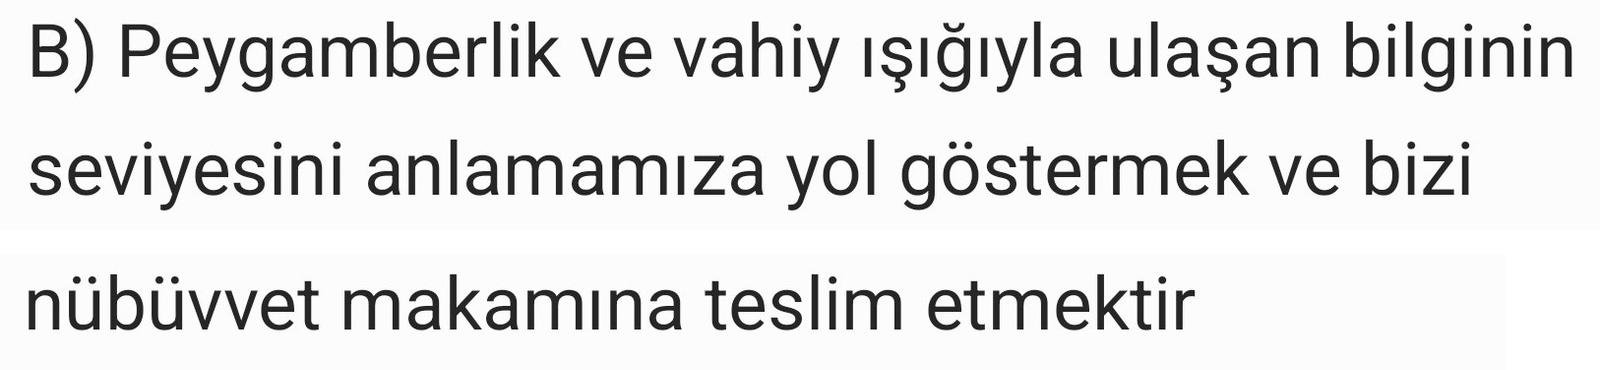 B) Peygamberlik ve vahiy ışığıyla ulaşan bilginin
seviyesini anlamamıza yol göstermek ve bizi
nübüvvet makamına teslim etmektir